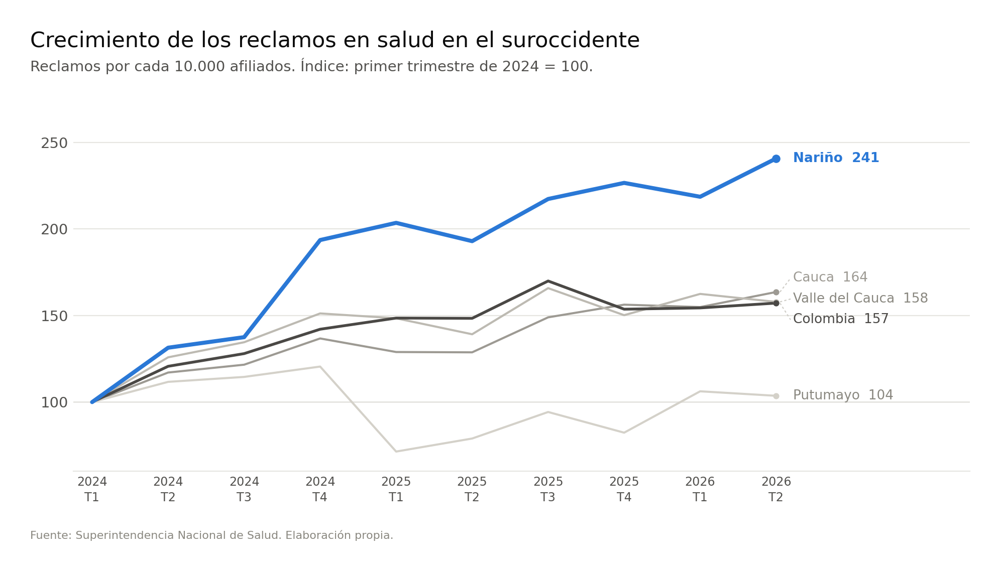 Crecimiento de los reclamos en salud en el suroccidente
Reclamos por cada 10.000 afiliados. Índice: primer trimestre de 2024 = 100.
250
200
150
100
Nariño 241
Cauca 164
Valle del Cauca 158
Colombia 157
Putumayo 104
2024 2024 2024 2024 2025 2025 2025 2025 2026 2026
T1 T2 T3 T4 T1 T2 T3 T4 T1 T2
Fuente: Superintendencia Nacional de Salud. Elaboración propia.